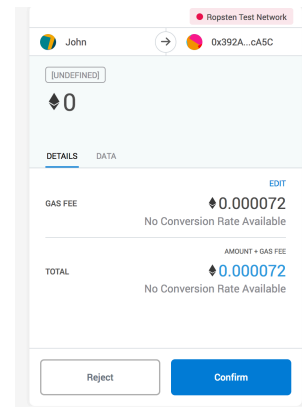 Ropsten Test Network
John
0x392A...cA5C
[UNDEFINED]
0
DETAILS DATA
EDIT
GAS FEE
0.000072
No Conversion Rate Available
AMOUNT + GAS FEE
TOTAL
0.000072
No Conversion Rate Available
Reject Confirm